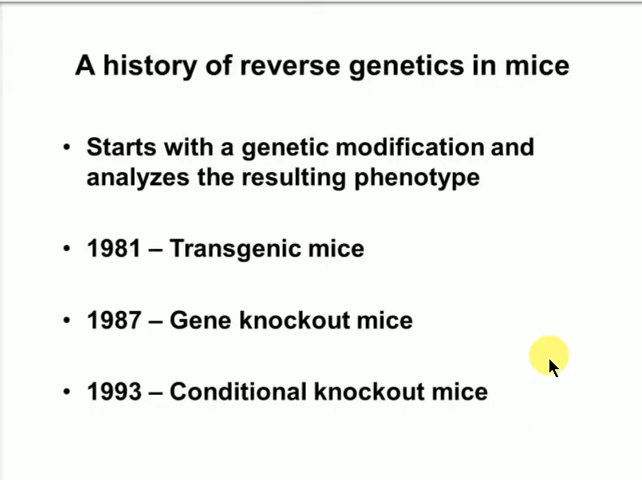 A history of reverse genetics in mice
• Starts with a genetic modification and
analyzes the resulting phenotype
• 1981 – Transgenic mice
• 1987 – Gene knockout mice
• 1993 – Conditional knockout mice